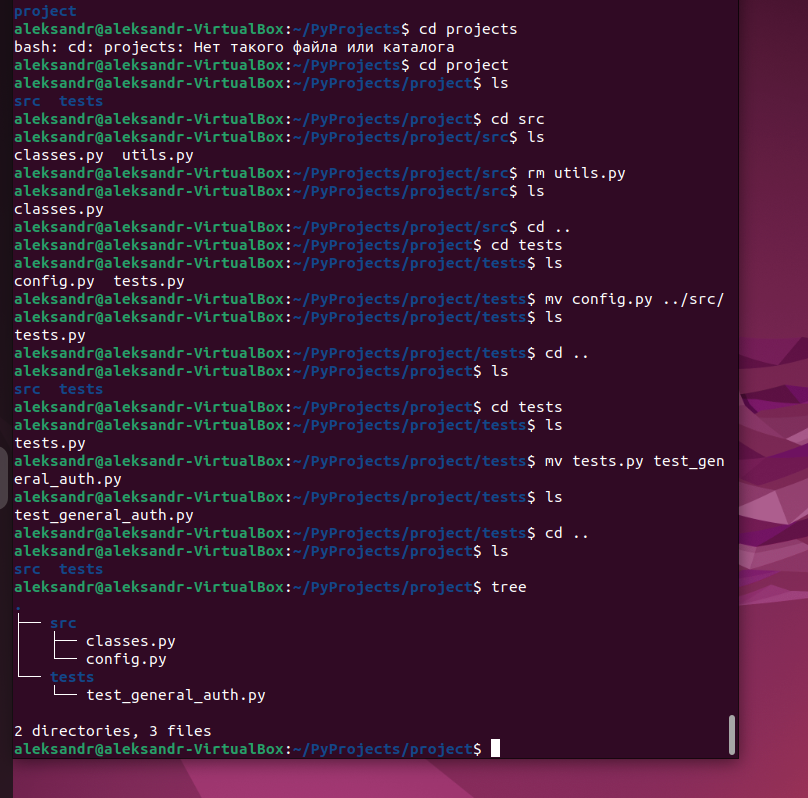 project
aleksandr@aleksandr-VirtualBox:~/PyProjects$ cd projects
bash: cd: projects: Нет такого файла или каталога
aleksandr@aleksandr-VirtualBox:~/PyProjects$ cd project
aleksandr@aleksandr-VirtualBox:~/PyProjects/project$ ls
src  tests
aleksandr@aleksandr-VirtualBox:~/PyProjects/project$ cd src
aleksandr@aleksandr-VirtualBox:~/PyProjects/project/src$ ls
classes.py  utils.py
aleksandr@aleksandr-VirtualBox:~/PyProjects/project/src$ rm utils.py
aleksandr@aleksandr-VirtualBox:~/PyProjects/project/src$ ls
classes.py
aleksandr@aleksandr-VirtualBox:~/PyProjects/project/src$ cd ..
aleksandr@aleksandr-VirtualBox:~/PyProjects/project$ cd tests
aleksandr@aleksandr-VirtualBox:~/PyProjects/project/tests$ ls
config.py  tests.py
aleksandr@aleksandr-VirtualBox:~/PyProjects/project/tests$ mv config.py ../src/
aleksandr@aleksandr-VirtualBox:~/PyProjects/project/tests$ ls
tests.py
aleksandr@aleksandr-VirtualBox:~/PyProjects/project/tests$ cd ..
aleksandr@aleksandr-VirtualBox:~/PyProjects/project$ ls
src  tests
aleksandr@aleksandr-VirtualBox:~/PyProjects/project$ cd tests
aleksandr@aleksandr-VirtualBox:~/PyProjects/project/tests$ ls
tests.py
aleksandr@aleksandr-VirtualBox:~/PyProjects/project/tests$ mv tests.py test_gen
eral_auth.py
aleksandr@aleksandr-VirtualBox:~/PyProjects/project/tests$ ls
test_general_auth.py
aleksandr@aleksandr-VirtualBox:~/PyProjects/project/tests$ cd ..
aleksandr@aleksandr-VirtualBox:~/PyProjects/project$ ls
src  tests
aleksandr@aleksandr-VirtualBox:~/PyProjects/project$ tree
.
├── src
│   ├── classes.py
│   └── config.py
└── tests
    └── test_general_auth.py

2 directories, 3 files
aleksandr@aleksandr-VirtualBox:~/PyProjects/project$